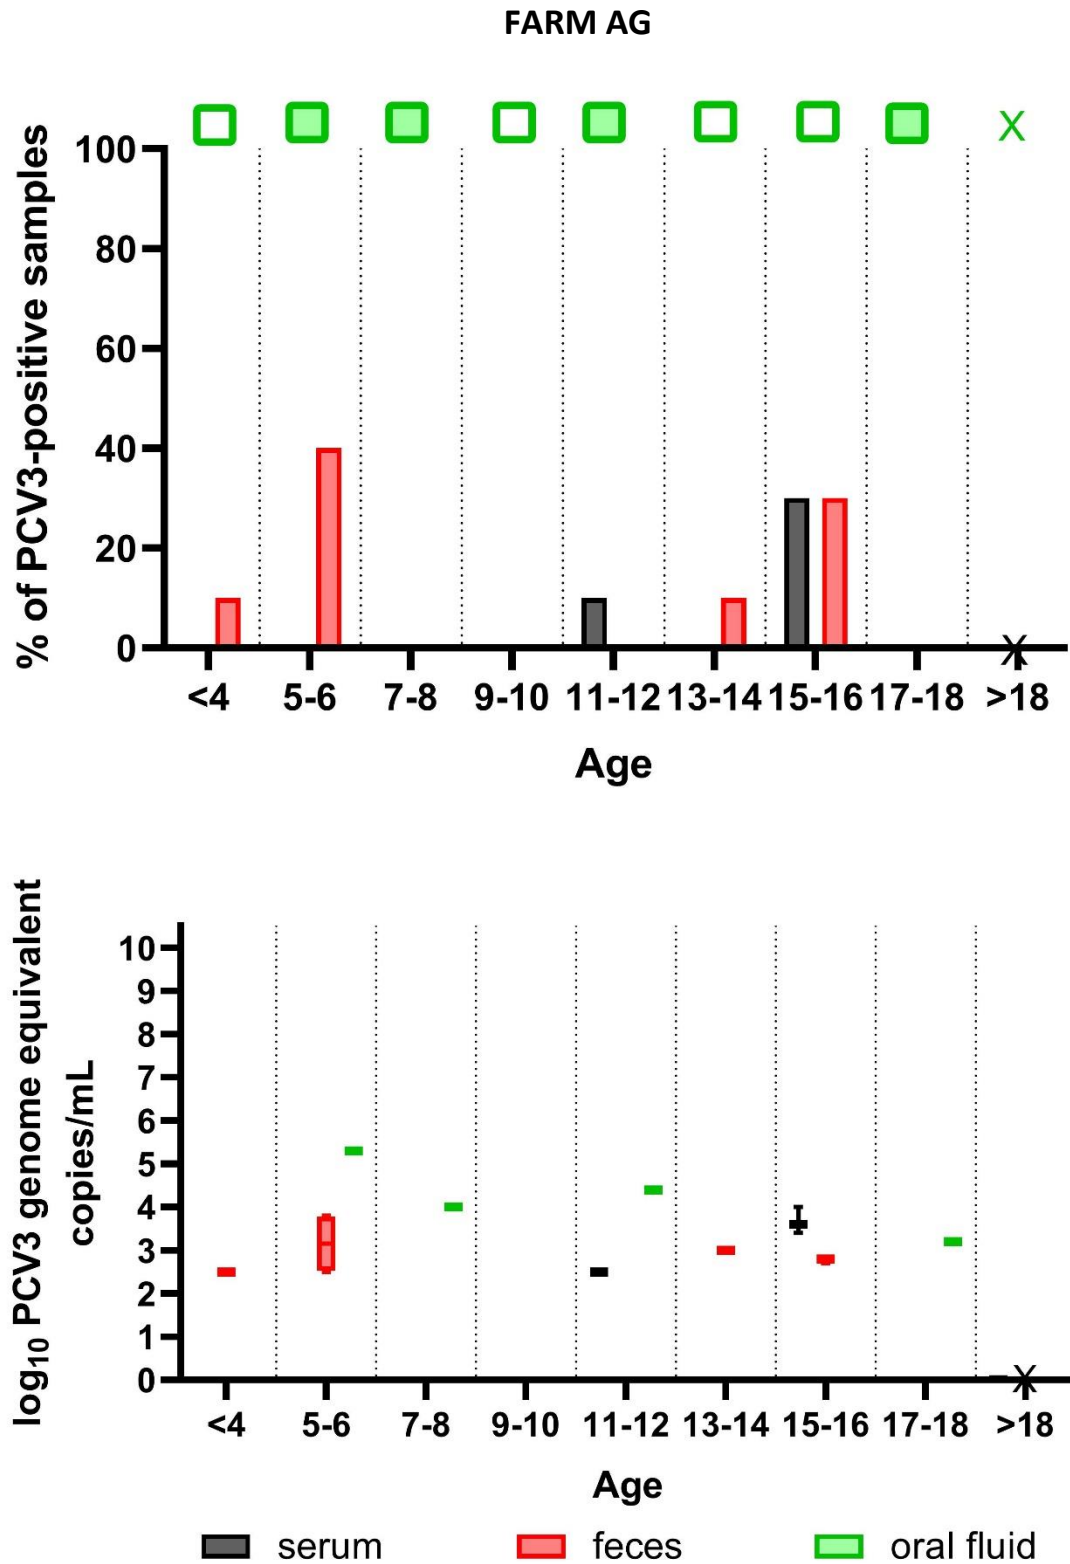 FARM AG
% of PCV3-positive samples
100
80
60
40
20
0
X
X
<4 5-6 7-8 9-10 11-12 13-14 15-16 17-18 >18
Age
log₁₀ PCV3 genome equivalent
copies/mL
10
9
8
7
6
5
4
3
2
1
0
X
<4 5-6 7-8 9-10 11-12 13-14 15-16 17-18 >18
Age
serum feces oral fluid